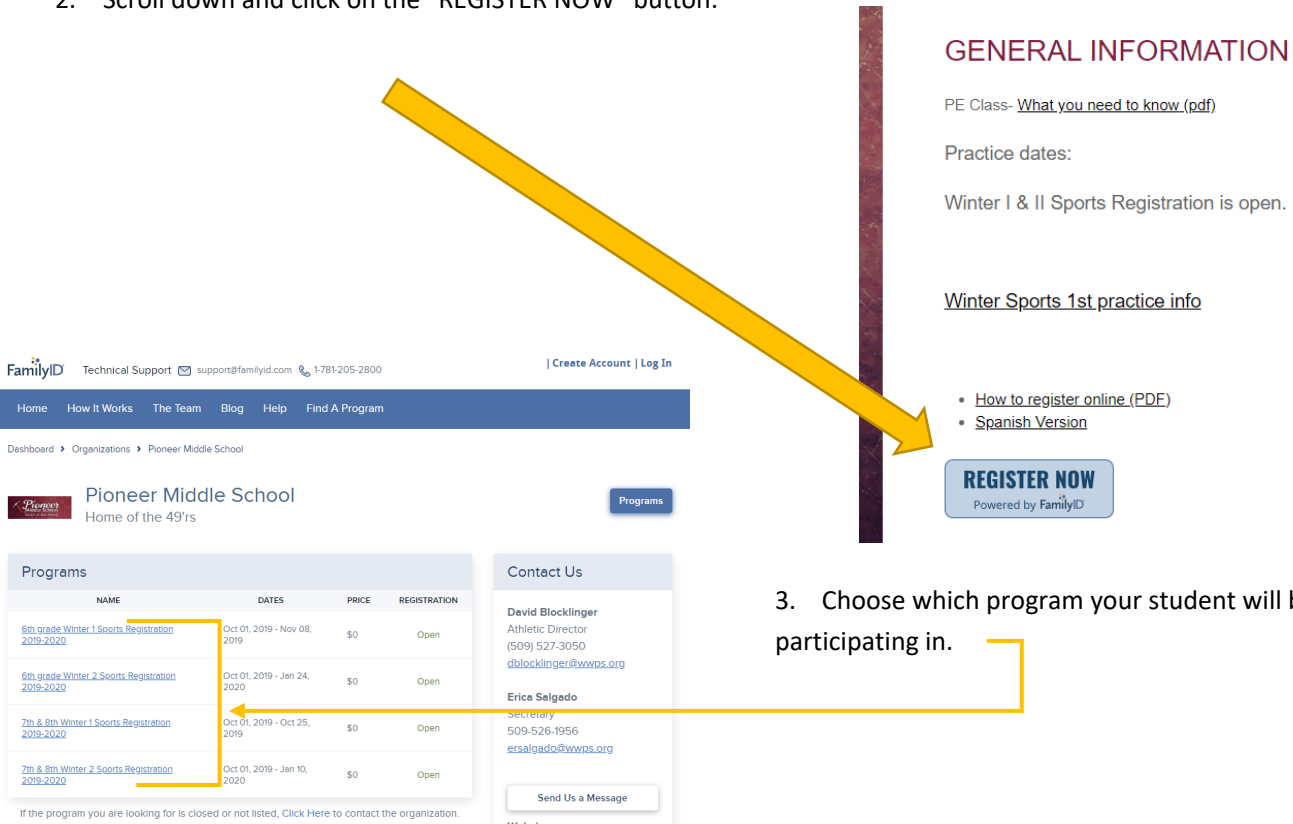 2. Scroll down and click on the "REGISTER NOW" button.
GENERAL INFORMATION
PE Class- What you need to know (pdf)
Practice dates:
Winter I & II Sports Registration is open.
Winter Sports 1st practice info
• How to register online (PDF)
• Spanish Version
REGISTER NOW
Powered by FamilyID
FamilyID Technical Support support@familyid.com 1-781-205-2800 | Create Account | Log In
Home How It Works The Team Blog Help Find A Program
Dashboard > Organizations > Pioneer Middle School
Pioneer
Middle School
Pioneer Middle School
Home of the 49'rs
Programs
Programs
NAME DATES PRICE REGISTRATION
6th grade Winter 1 Sports Registration 2019-2020 Oct 01, 2019 - Nov 08, 2019 $0 Open
6th grade Winter 2 Sports Registration 2019-2020 Oct 01, 2019 - Jan 24, 2020 $0 Open
7th & 8th Winter 1 Sports Registration 2019-2020 Oct 01, 2019 - Oct 25, 2019 $0 Open
7th & 8th Winter 2 Sports Registration 2019-2020 Oct 01, 2019 - Jan 10, 2020 $0 Open
If the program you are looking for is closed or not listed, Click Here to contact the organization.
Contact Us
David Blocklinger
Athletic Director
(509) 527-3050
dblocklinger@wwps.org
Erica Salgado
Secretary
509-526-1956
ersalgado@wwps.org
Send Us a Message
3. Choose which program your student will
participating in.